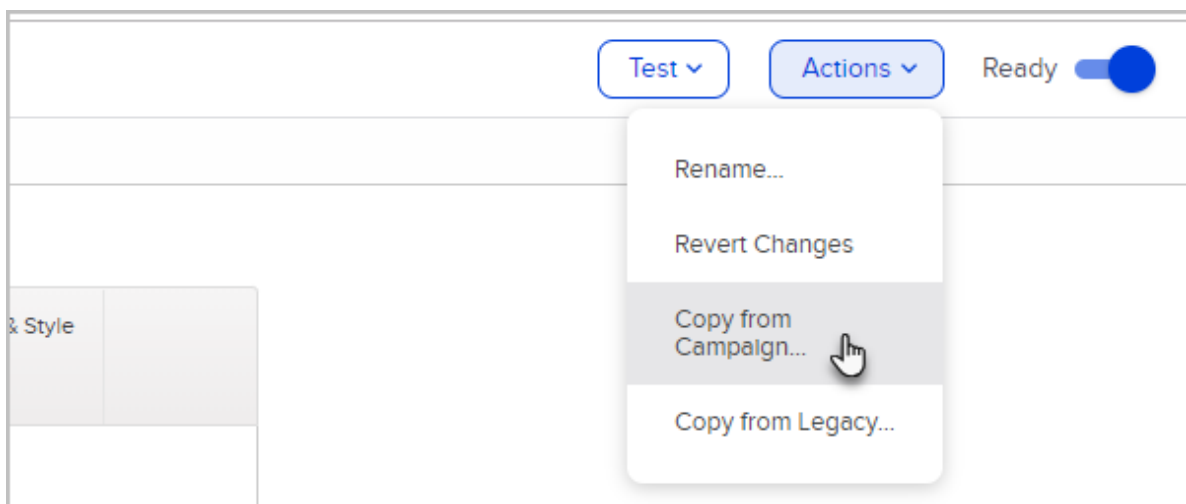 Test
Actions
Ready
Rename...
Revert Changes
& Style
Copy from
Campaign...
Copy from Legacy...